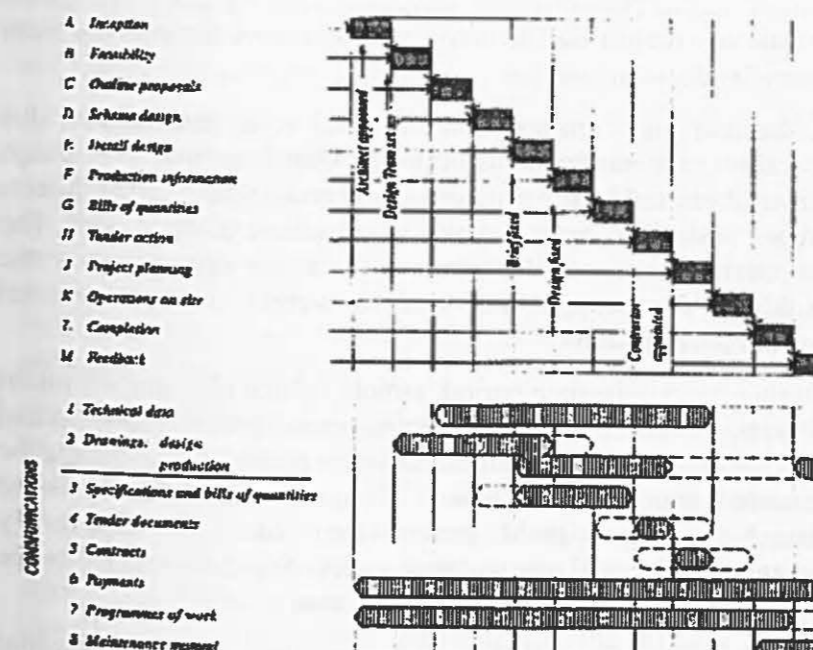 A Inception
B Feasibility
C Outline proposals
D Scheme design
E Detail design
F Production information
G Bills of quantities
H Tender action
J Project planning
K Operations on site
L Completion
M Feedback
Architect appointed
Design Team set up
Brief fixed
Design fixed
Contractor
appointed
COMMUNICATIONS
1 Technical data
2 Drawings, design
production
3 Specifications and bills of quantities
4 Tender documents
5 Contracts
6 Payments
7 Programmes of work
8 Maintenance manual